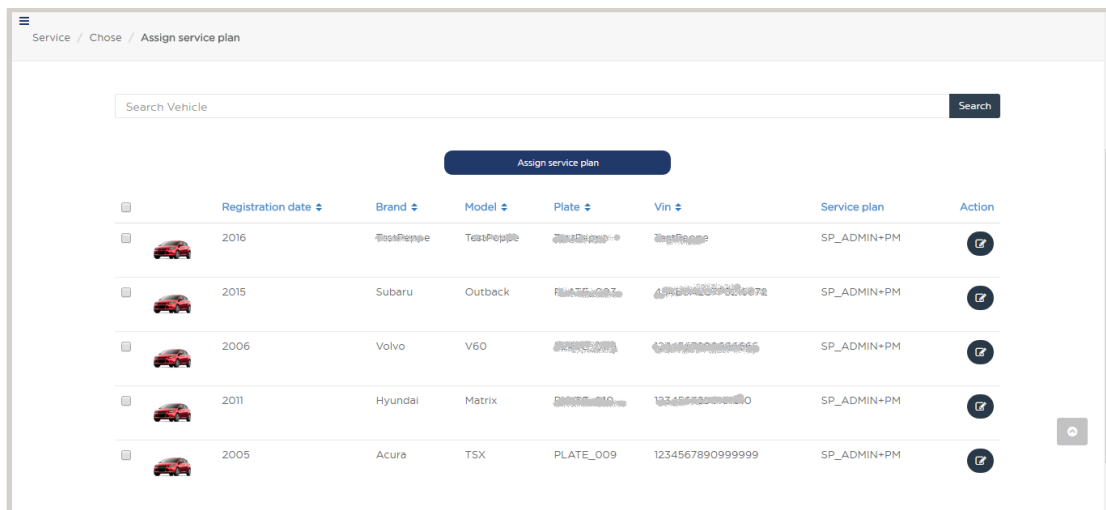 Service / Chose / Assign service plan
Search Vehicle Search
Assign service plan
Registration date Brand Model Plate Vin Service plan Action
2016 SP_ADMIN+PM
2015 Subaru Outback SP_ADMIN+PM
2006 Volvo V60 SP_ADMIN+PM
2011 Hyundai Matrix SP_ADMIN+PM
2005 Acura TSX PLATE_009 1234567890999999 SP_ADMIN+PM